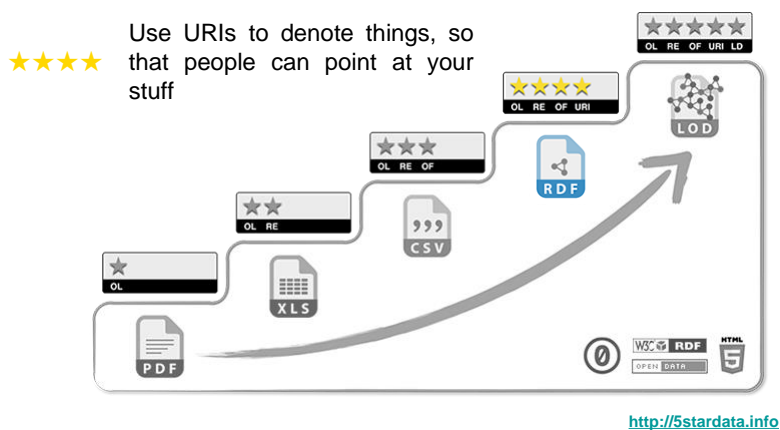 Use URIs to denote things, so
that people can point at your
stuff
OL RE OF URI LD
LOD
OL RE OF URI
RDF
OL RE OF
CSV
OL RE
XLS
OL
PDF
0
W3C RDF
OPEN DATA
HTML
5
http://5stardata.info